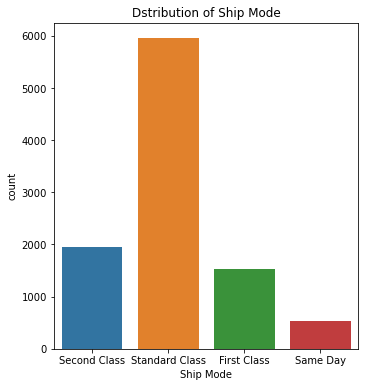 Dstribution of Ship Mode
6000
5000
4000
3000
2000
1000
0
count
Second Class Standard Class First Class Same Day
Ship Mode